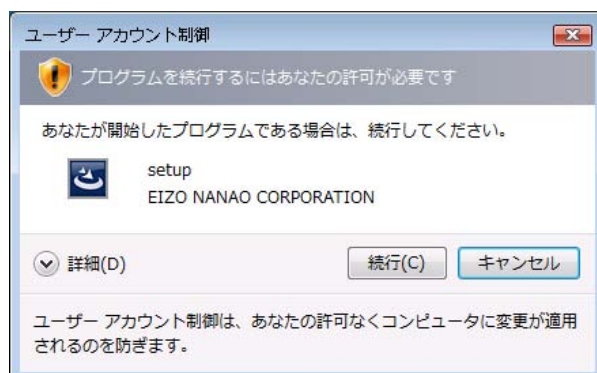 ユーザー アカウント制御
プログラムを続行するにはあなたの許可が必要です
あなたが開始したプログラムである場合は、続行してください。
setup
EIZO NANAO CORPORATION
詳細(D)
続行(C)
キャンセル
ユーザー アカウント制御は、あなたの許可なくコンピュータに変更が適用
されるのを防ぎます。